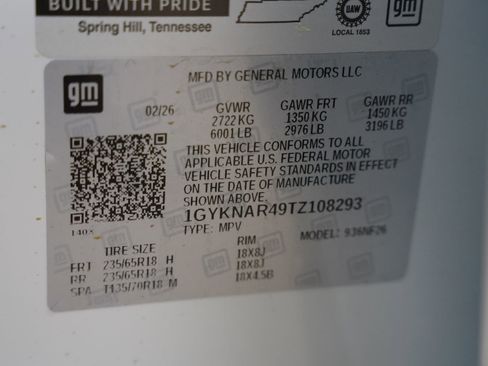 BUILT WITH PRIDE
Spring Hill, Tennessee
UAW
LOCAL 1853
gm
gm
MFD BY GENERAL MOTORS LLC
02/26 GVWR GAWR FRT GAWR RR
2722 KG 1350 KG 1450 KG
6001 LB 2976 LB 3196 LB
THIS VEHICLE CONFORMS TO ALL
APPLICABLE U.S. FEDERAL MOTOR
VEHICLE SAFETY STANDARDS IN EFFECT
ON THE DATE OF MANUFACTURE
SHOWN ABOVE.
1GYKNAR49TZ108293
TYPE: MPV MODEL: 936NF26
140X
TIRE SIZE RIM
FRT 235/65R18 H 18X8J
RR 235/65R18 H 18X8J
SPA T135/70R18 M 18X4.5B